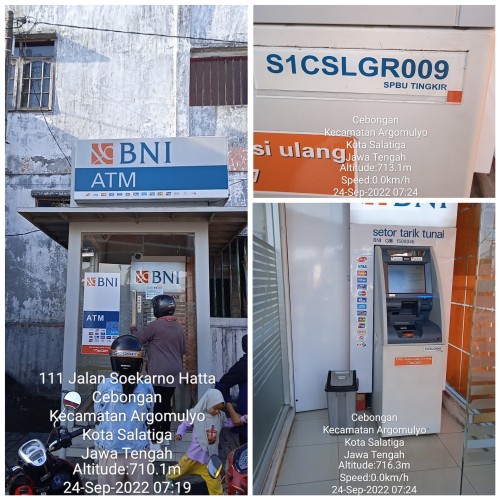 BNI
ATM
BNI
ATM
BNI
111 Jalan Soekarno Hatta
Cebongan
Kecamatan Argomulyo
Kota Salatiga
Jawa Tengah
Altitude:710.1m
24-Sep-2022 07:19
S1CSLGR009
SPBU TINGKIR
si ulang
7
Cebongan
Kecamatan Argomulyo
Kota Salatiga
Jawa Tengah
Altitude:713.1m
Speed:0.0km/h
24-Sep-2022 07:24
BNI
setor tarik tunai
Cebongan
Kecamatan Argomulyo
Kota Salatiga
Jawa Tengah
Altitude:716.3m
Speed:0.0km/h
24-Sep-2022 07:24